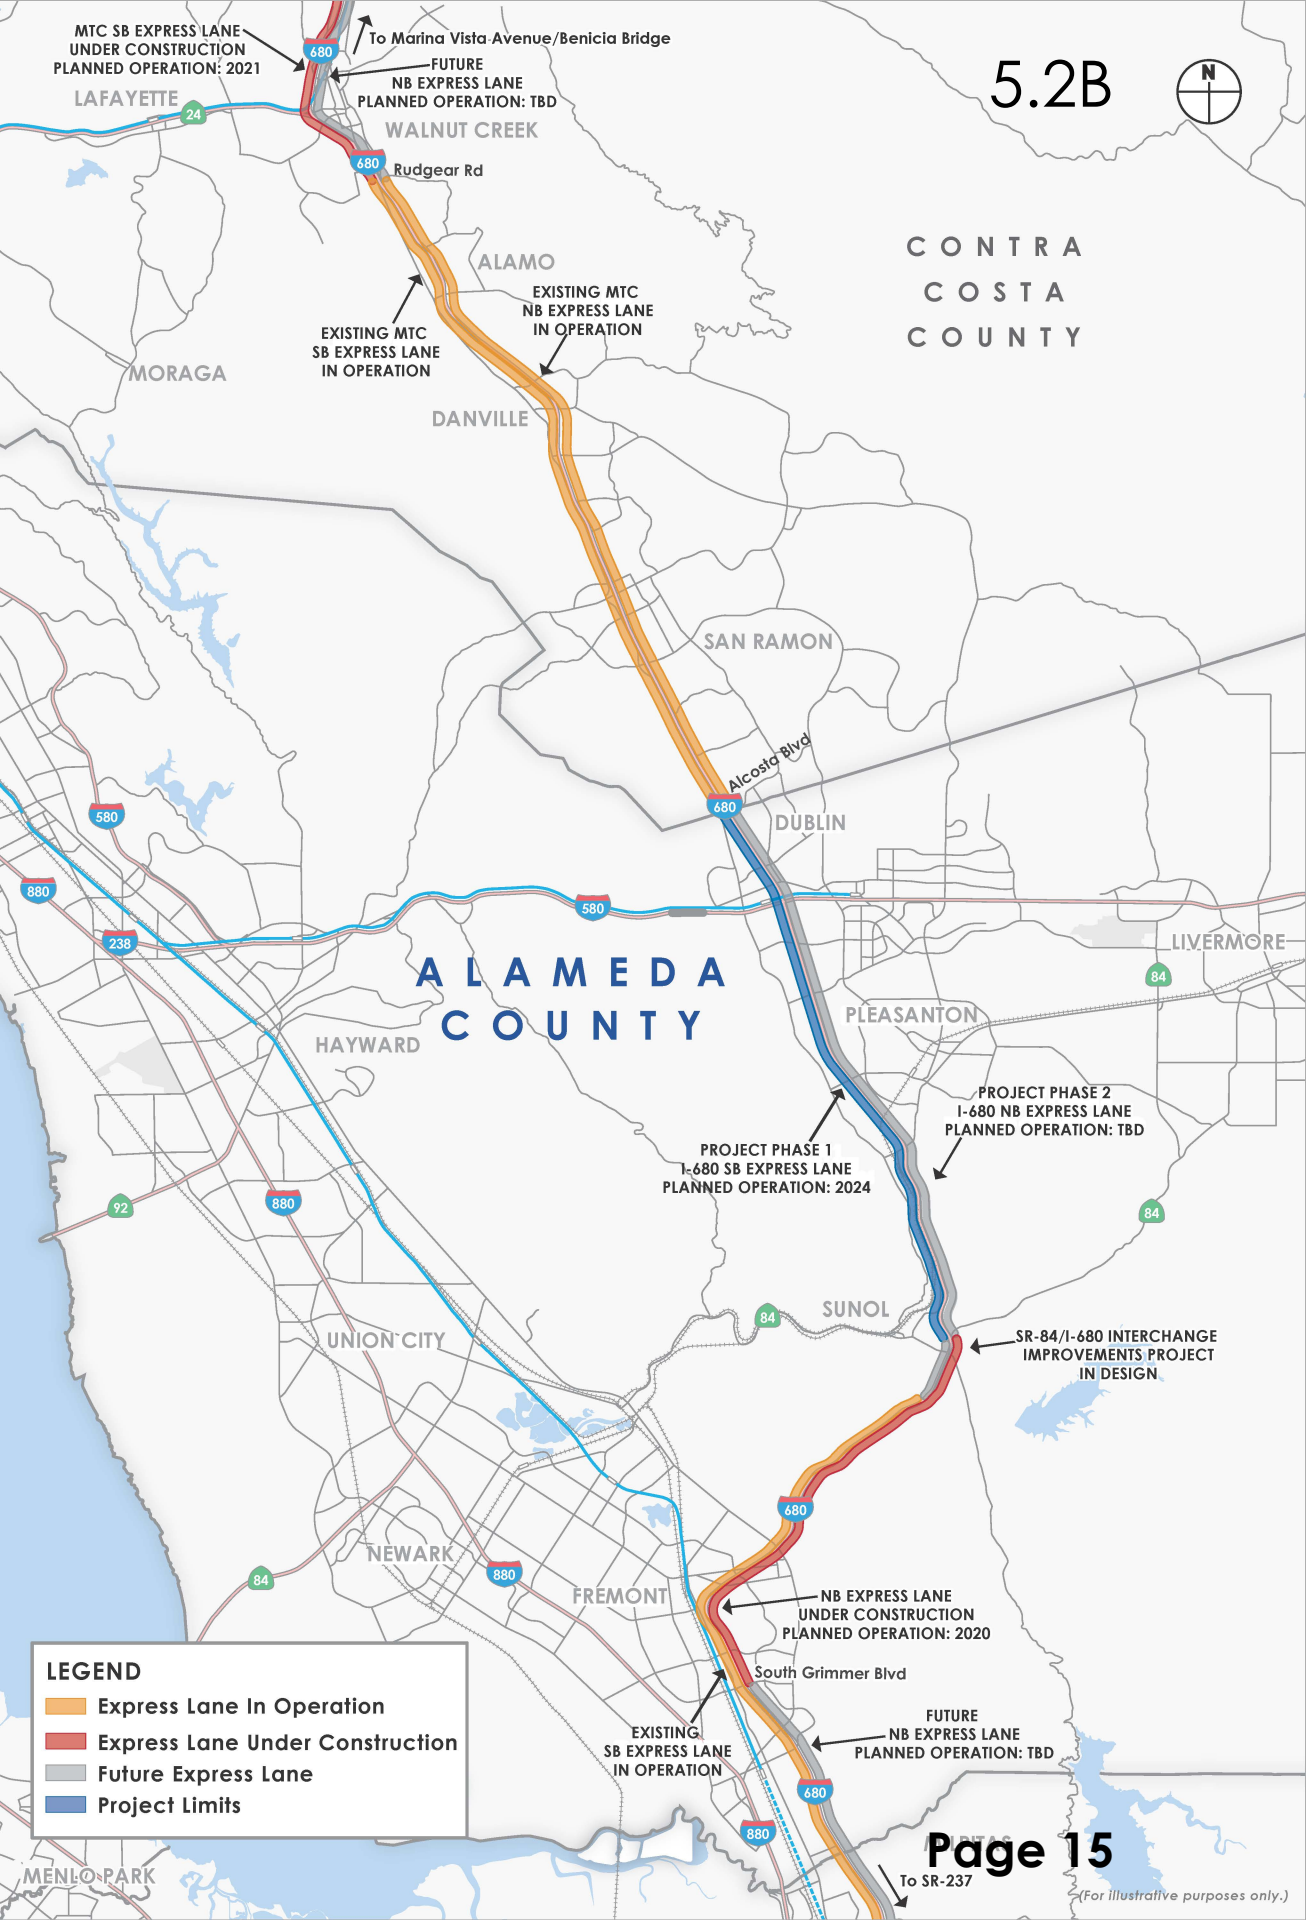 MTC SB EXPRESS LANE
UNDER CONSTRUCTION
PLANNED OPERATION: 2021
To Marina Vista Avenue/Benicia Bridge
680
FUTURE
NB EXPRESS LANE
PLANNED OPERATION: TBD
5.2B
N
LAFAYETTE
24
WALNUT CREEK
680
Rudgear Rd
CONTRA
COSTA
COUNTY
ALAMO
EXISTING MTC
NB EXPRESS LANE
IN OPERATION
EXISTING MTC
SB EXPRESS LANE
IN OPERATION
MORAGA
DANVILLE
SAN RAMON
Alcosta Blvd
680
DUBLIN
580
880
580
238
LIVERMORE
84
ALAMEDA
COUNTY
PLEASANTON
HAYWARD
PROJECT PHASE 2
I-680 NB EXPRESS LANE
PLANNED OPERATION: TBD
PROJECT PHASE 1
I-680 SB EXPRESS LANE
PLANNED OPERATION: 2024
92
880
84
84
SUNOL
UNION CITY
SR-84/I-680 INTERCHANGE
IMPROVEMENTS PROJECT
IN DESIGN
680
NEWARK
880
84
FREMONT
NB EXPRESS LANE
UNDER CONSTRUCTION
PLANNED OPERATION: 2020
South Grimmer Blvd
EXISTING
SB EXPRESS LANE
IN OPERATION
FUTURE
NB EXPRESS LANE
PLANNED OPERATION: TBD
680
880
LEGEND
Express Lane In Operation
Express Lane Under Construction
Future Express Lane
Project Limits
MENLO PARK
MILPITAS
Page 15
To SR-237
(For illustrative purposes only.)